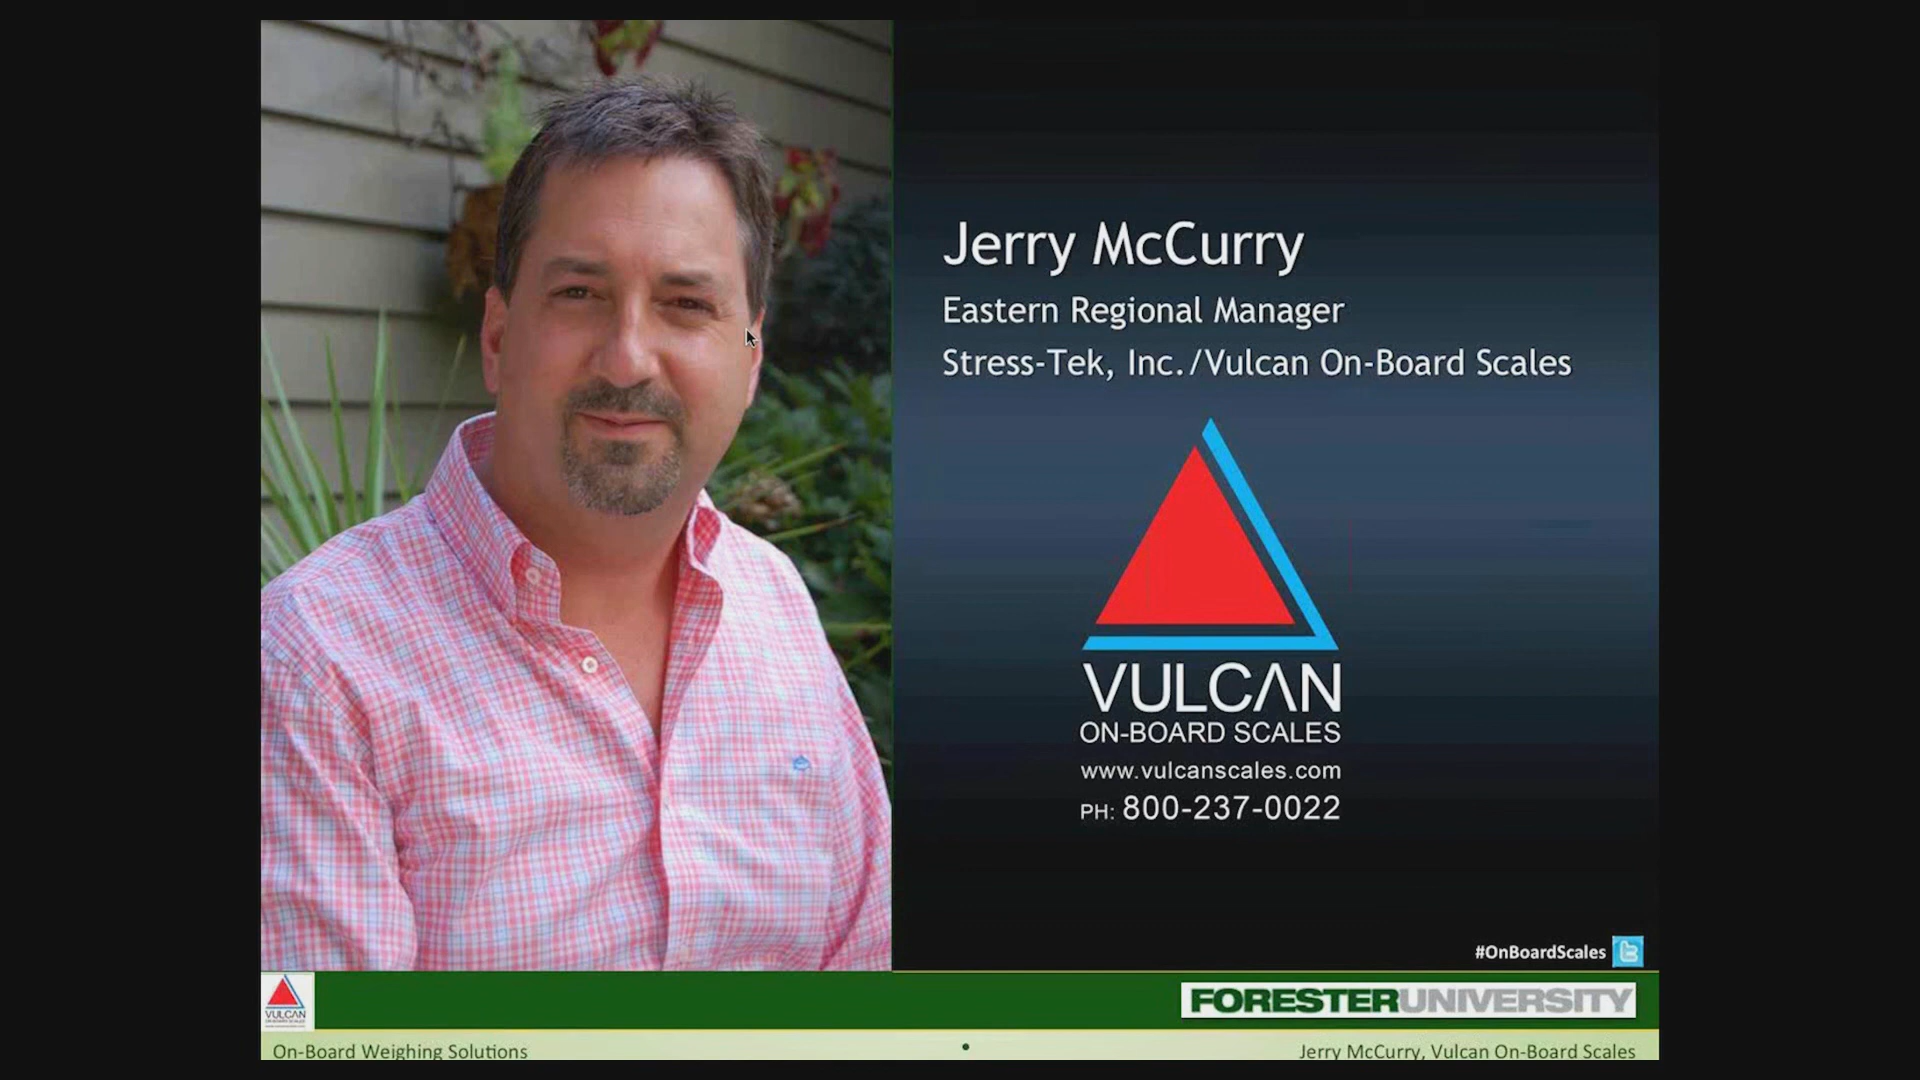 Jerry McCurry
Eastern Regional Manager
Stress-Tek, Inc./Vulcan On-Board Scales
VULCAN
ON-BOARD SCALES
www.vulcanscales.com
PH: 800-237-0022
#OnBoardScales
VULCAN
FORESTERUNIVERSITY
On-Board Weighing Solutions
Jerry McCurry, Vulcan On-Board Scales